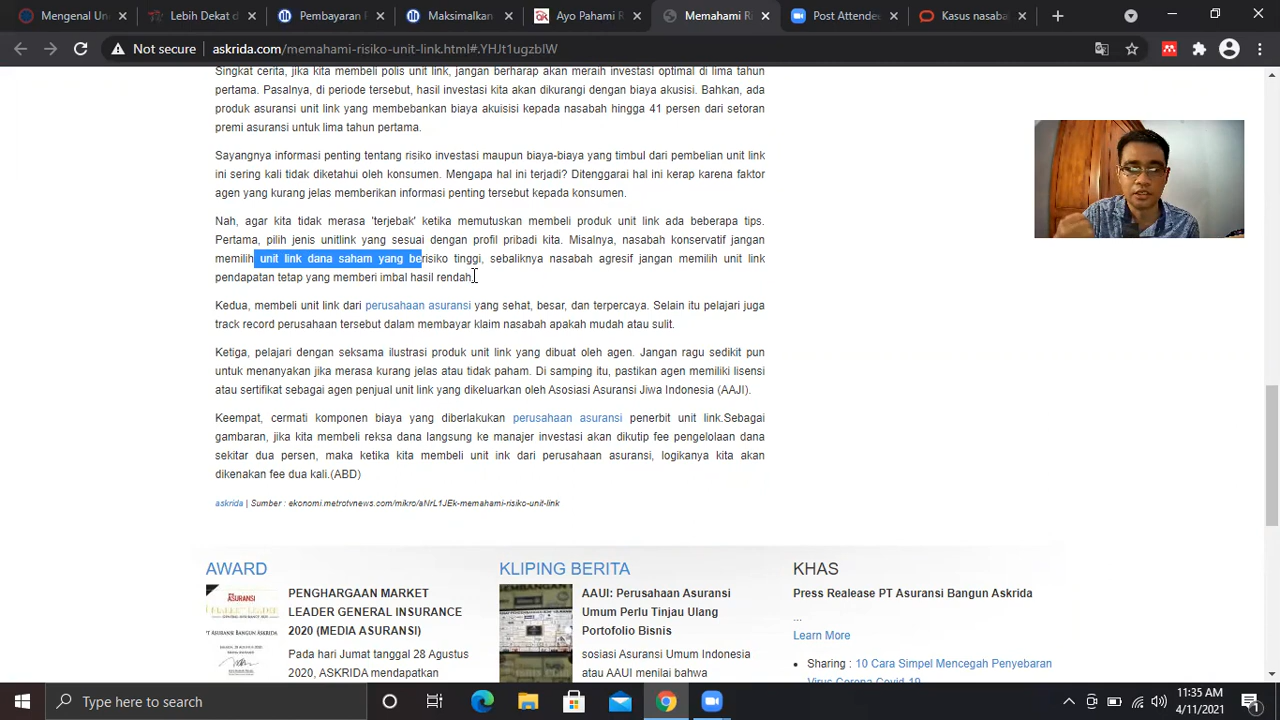 Mengenal Uni
Lebih Dekat d
Pembayaran
Maksimalkan
Ayo Pahami R
Memahami Ri
Post Attendee
Kasus nasaba
Not secure
askrida.com/memahami-risiko-unit-link.html#.YHJt1ugzbIW
Singkat cerita, jika kita membeli polis unit link, jangan berharap akan meraih investasi optimal di lima tahun
pertama. Pasalnya, di periode tersebut, hasil investasi kita akan dikurangi dengan biaya akusisi. Bahkan, ada
produk asuransi unit link yang membebankan biaya akuisisi kepada nasabah hingga 41 persen dari setoran
premi asuransi untuk lima tahun pertama.
Sayangnya informasi penting tentang risiko investasi maupun biaya-biaya yang timbul dari pembelian unit link
ini sering kali tidak diketahui oleh konsumen. Mengapa hal ini terjadi? Ditenggarai hal ini kerap karena faktor
agen yang kurang jelas memberikan informasi penting tersebut kepada konsumen.
Nah, agar kita tidak merasa 'terjebak' ketika memutuskan membeli produk unit link ada beberapa tips.
Pertama, pilih jenis unitlink yang sesuai dengan profil pribadi kita. Misalnya, nasabah konservatif jangan
memilih unit link dana saham yang berisiko tinggi, sebaliknya nasabah agresif jangan memilih unit link
pendapatan tetap yang memberi imbal hasil rendah.
Kedua, membeli unit link dari perusahaan asuransi yang sehat, besar, dan terpercaya. Selain itu pelajari juga
track record perusahaan tersebut dalam membayar klaim nasabah apakah mudah atau sulit.
Ketiga, pelajari dengan seksama ilustrasi produk unit link yang dibuat oleh agen. Jangan ragu sedikit pun
untuk menanyakan jika merasa kurang jelas atau tidak paham. Di samping itu, pastikan agen memiliki lisensi
atau sertifikat sebagai agen penjual unit link yang dikeluarkan oleh Asosiasi Asuransi Jiwa Indonesia (AAJI).
Keempat, cermati komponen biaya yang diberlakukan perusahaan asuransi penerbit unit link.Sebagai
gambaran, jika kita membeli reksa dana langsung ke manajer investasi akan dikutip fee pengelolaan dana
sekitar dua persen, maka ketika kita membeli unit ink dari perusahaan asuransi, logikanya kita akan
dikenakan fee dua kali.(ABD)
askrida | Sumber : ekonomi.metrotvnews.com/mikro/aNrL1JEk-memahami-risiko-unit-link
AWARD
PENGHARGAAN MARKET
LEADER GENERAL INSURANCE
2020 (MEDIA ASURANSI)
Pada hari Jumat tanggal 28 Agustus
2020, ASKRIDA mendapatkan
KLIPING BERITA
AAUI: Perusahaan Asuransi
Umum Perlu Tinjau Ulang
Portofolio Bisnis
sosiasi Asuransi Umum Indonesia
atau AAUI menilai bahwa
KHAS
Press Realease PT Asuransi Bangun Askrida
...
Learn More
Sharing : 10 Cara Simpel Mencegah Penyebaran
Virus Corona Covid-19
Type here to search
11:35 AM
4/11/2021